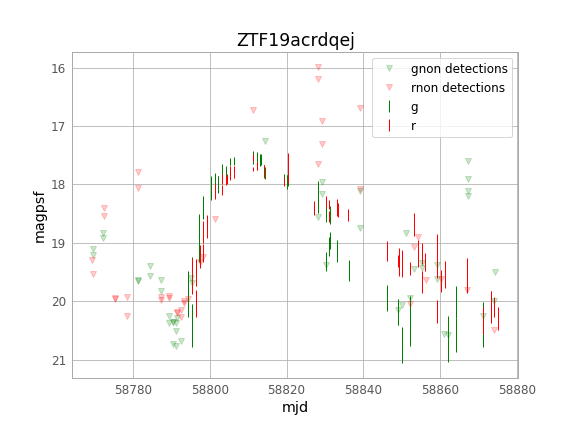 ZTF19acrdqej
gnon detections
rnon detections
g
r
magpsf
16
17
18
19
20
21
58780
58800
58820
58840
58860
58880
mjd